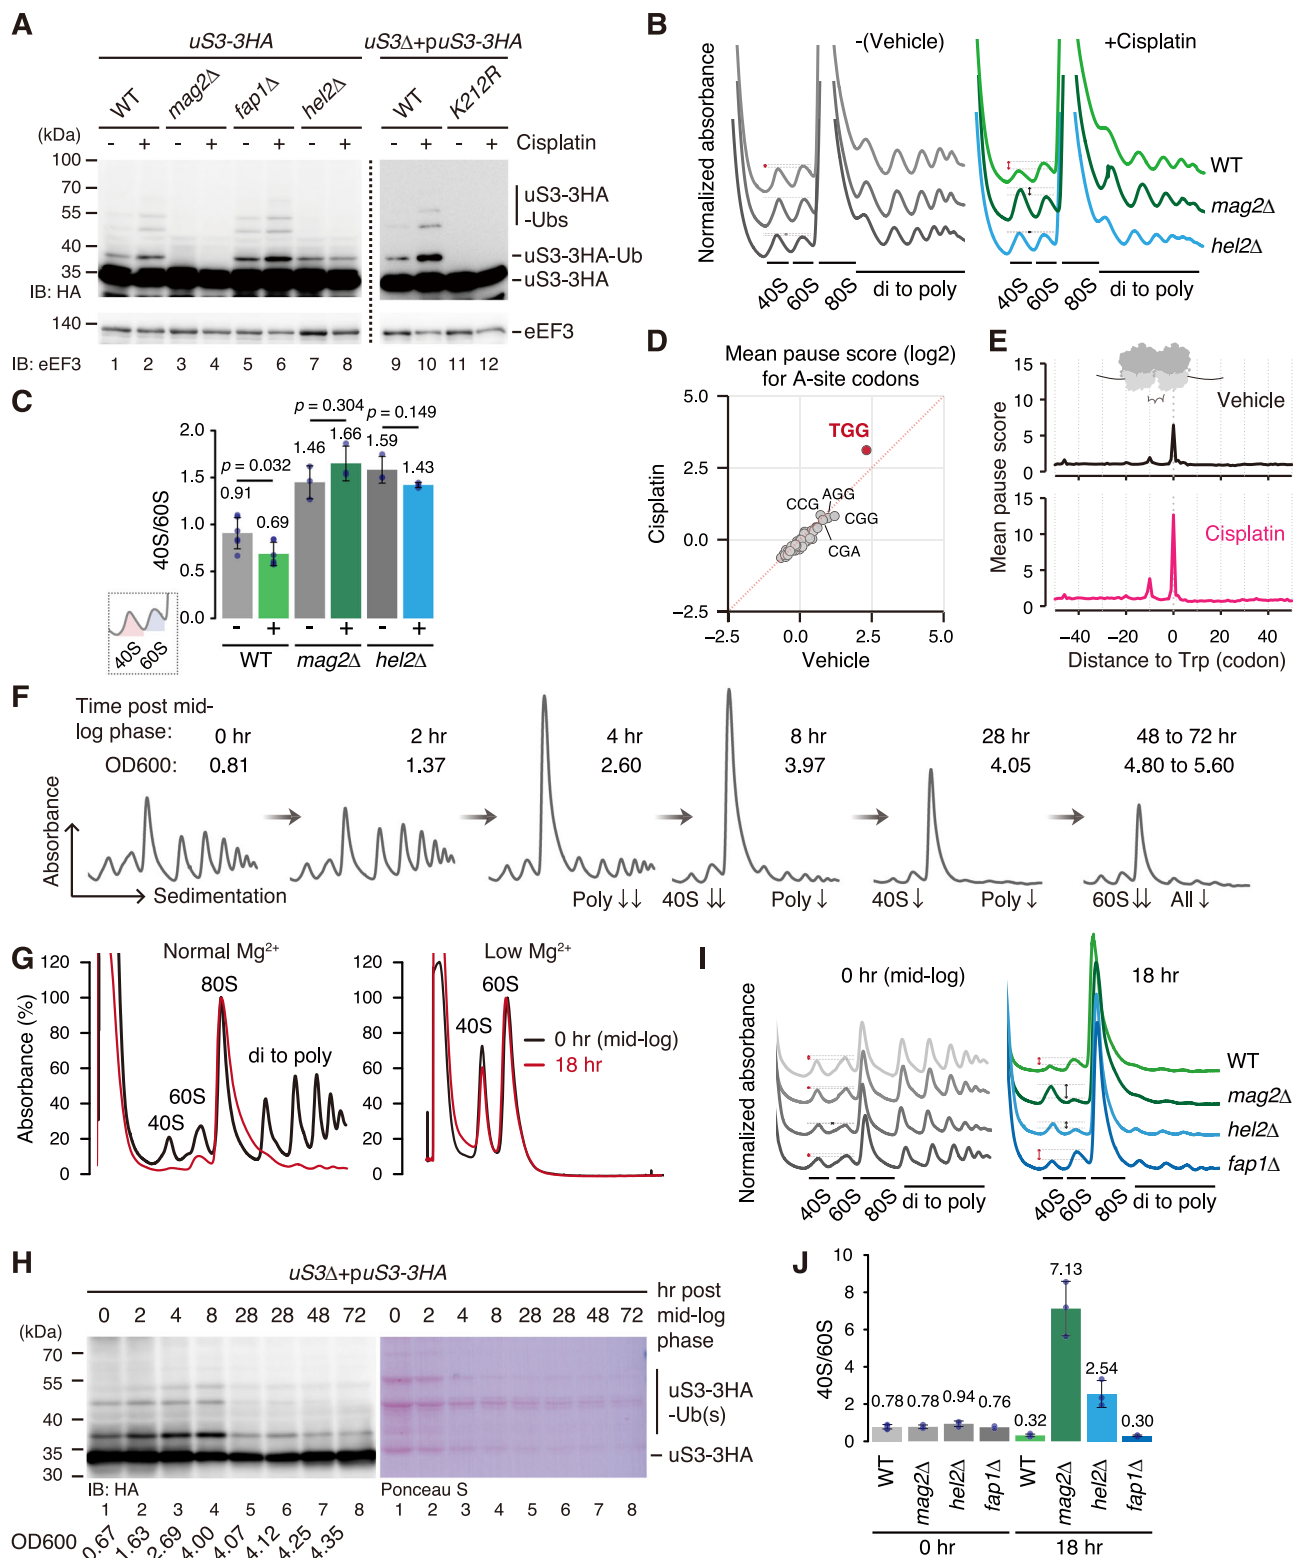 A
uS3-3HA
uS3Δ+puS3-3HA
WT
mag2Δ
fap1Δ
hel2Δ
WT
K212R
(kDa)
- + - + - + - + - + - + Cisplatin
100
70
55
40
35
uS3-3HA
-Ubs
uS3-3HA-Ub
uS3-3HA
IB: HA
140
eEF3
IB: eEF3 1 2 3 4 5 6 7 8 9 10 11 12
B
-(Vehicle)
+Cisplatin
Normalized absorbance
WT
mag2Δ
hel2Δ
40S 60S 80S di to poly
40S 60S 80S di to poly
C
40S/60S
2.0
1.5
1.0
0.5
0.0
p = 0.032
0.91
0.69
p = 0.304
1.46
1.66
p = 0.149
1.59
1.43
- + - + - +
WT mag2Δ hel2Δ
40S 60S
D
Mean pause score (log2)
for A-site codons
5.0
2.5
0.0
−2.5
Cisplatin
TGG
CCG
AGG
CGG
CGA
−2.5 0.0 2.5 5.0
Vehicle
E
Mean pause score
15
10
5
0
Vehicle
15
10
5
0
Cisplatin
−40 −20 0 20 40
Distance to Trp (codon)
F
Time post mid-
log phase:
0 hr 2 hr 4 hr 8 hr 28 hr 48 to 72 hr
OD600: 0.81 1.37 2.60 3.97 4.05 4.80 to 5.60
Absorbance
Sedimentation
Poly ↓↓
40S ↓↓ Poly ↓
40S ↓ Poly ↓
60S ↓↓ All ↓
G
Normal Mg²⁺
Low Mg²⁺
Absorbance (%)
120
100
80
60
40
20
0
40S
60S
80S
di to poly
120
100
80
60
40
20
0
40S
60S
0 hr (mid-log)
18 hr
I
0 hr (mid-log)
18 hr
Normalized absorbance
WT
mag2Δ
hel2Δ
fap1Δ
40S 60S 80S di to poly
40S 60S 80S di to poly
H
uS3Δ+puS3-3HA
0 2 4 8 28 28 48 72
0 2 4 8 28 28 48 72
hr post
mid-log
phase
(kDa)
70
55
40
35
30
uS3-3HA
-Ub(s)
uS3-3HA
IB: HA
Ponceau S
1 2 3 4 5 6 7 8
1 2 3 4 5 6 7 8
OD600 0.67 1.63 2.69 4.00 4.07 4.12 4.25 4.35
J
40S/60S
10
8
6
4
2
0
0.78 0.78 0.94 0.76 0.32 7.13 2.54 0.30
WT mag2Δ hel2Δ fap1Δ WT mag2Δ hel2Δ fap1Δ
0 hr 18 hr